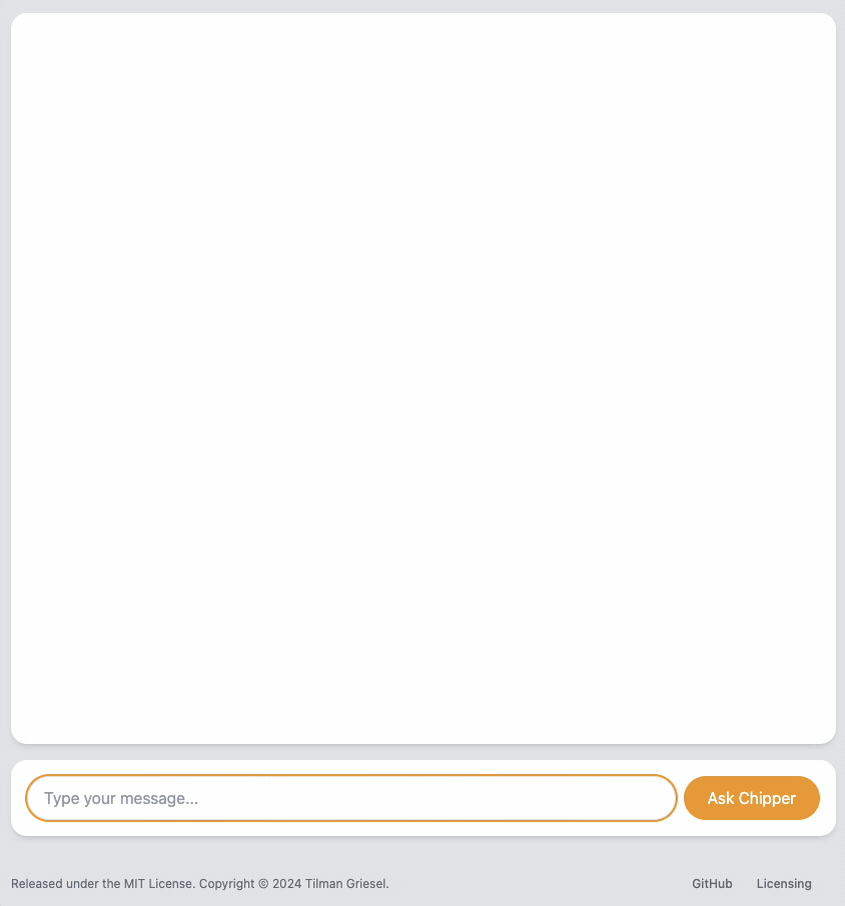 Type your message...
Ask Chipper
Released under the MIT License. Copyright © 2024 Tilman Griesel.
GitHub Licensing